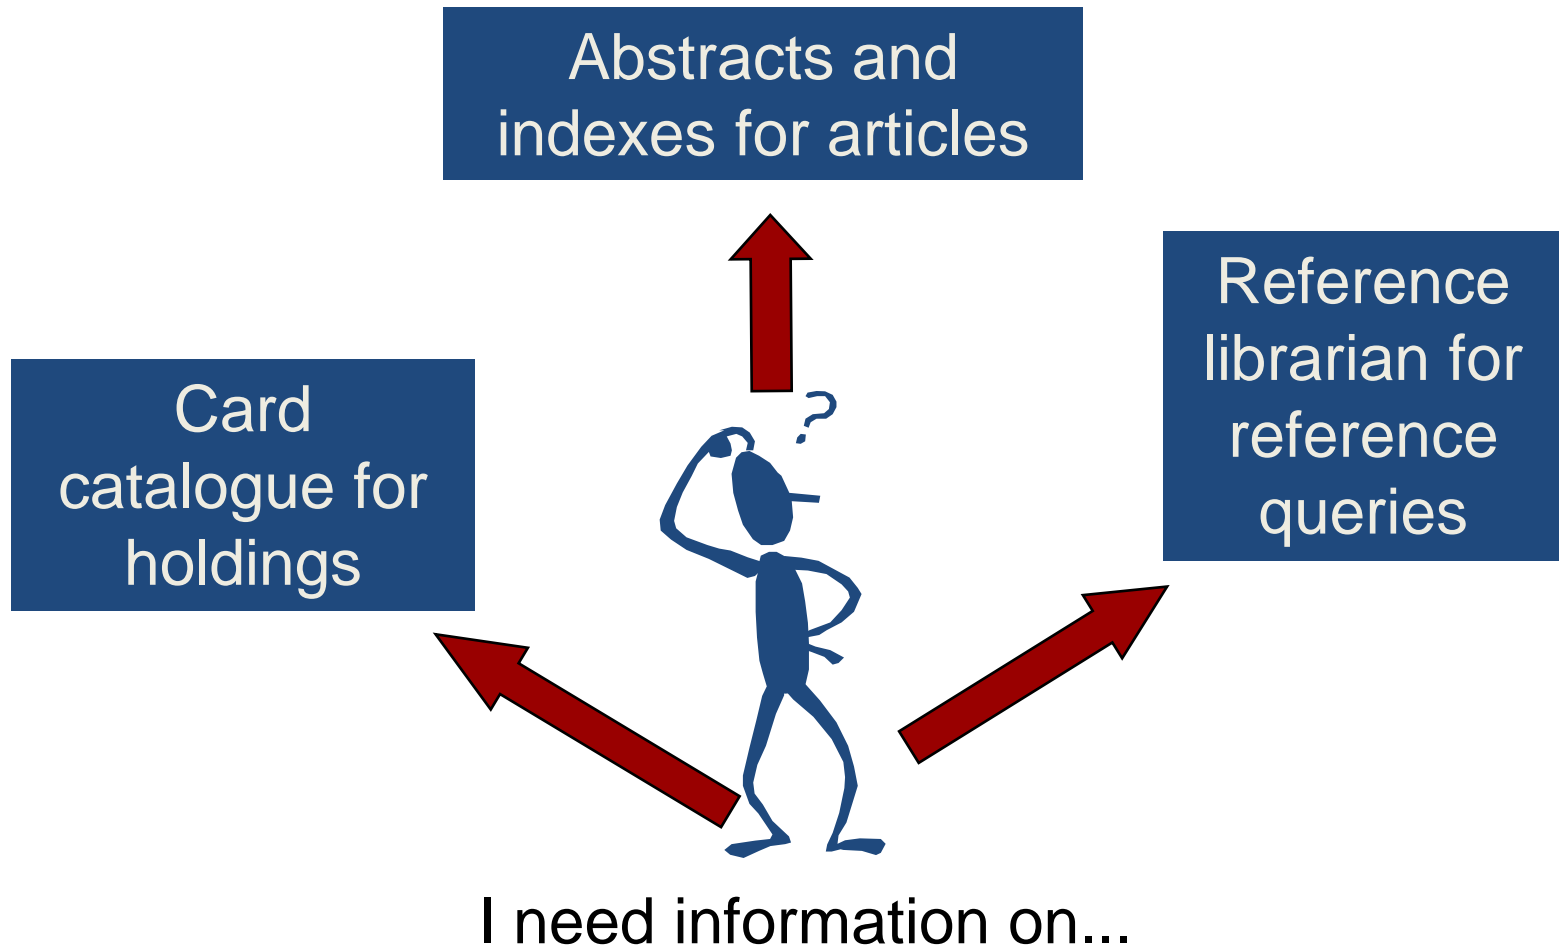 Abstracts and
indexes for articles
Reference
librarian for
reference
queries
Card
catalogue for
holdings
?
I need information on...